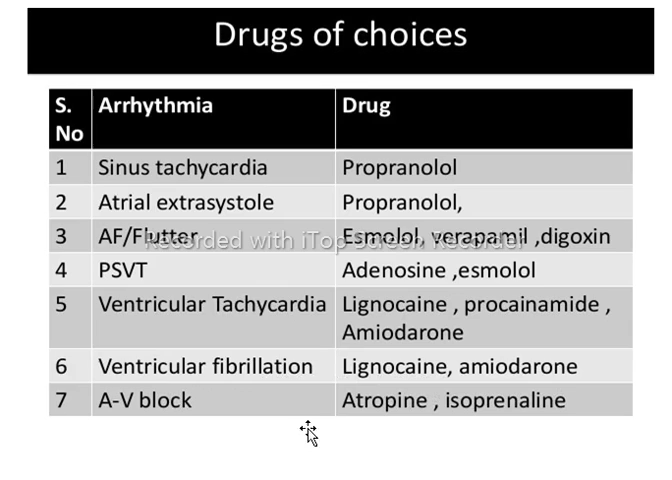 Drugs of choices
S. No Arrhythmia Drug
1 Sinus tachycardia Propranolol
2 Atrial extrasystole Propranolol,
3 AF/Flutter Esmolol, verapamil ,digoxin
Recorded with iTop Screen Recorder
4 PSVT Adenosine ,esmolol
5 Ventricular Tachycardia Lignocaine , procainamide ,
Amiodarone
6 Ventricular fibrillation Lignocaine, amiodarone
7 A-V block Atropine , isoprenaline